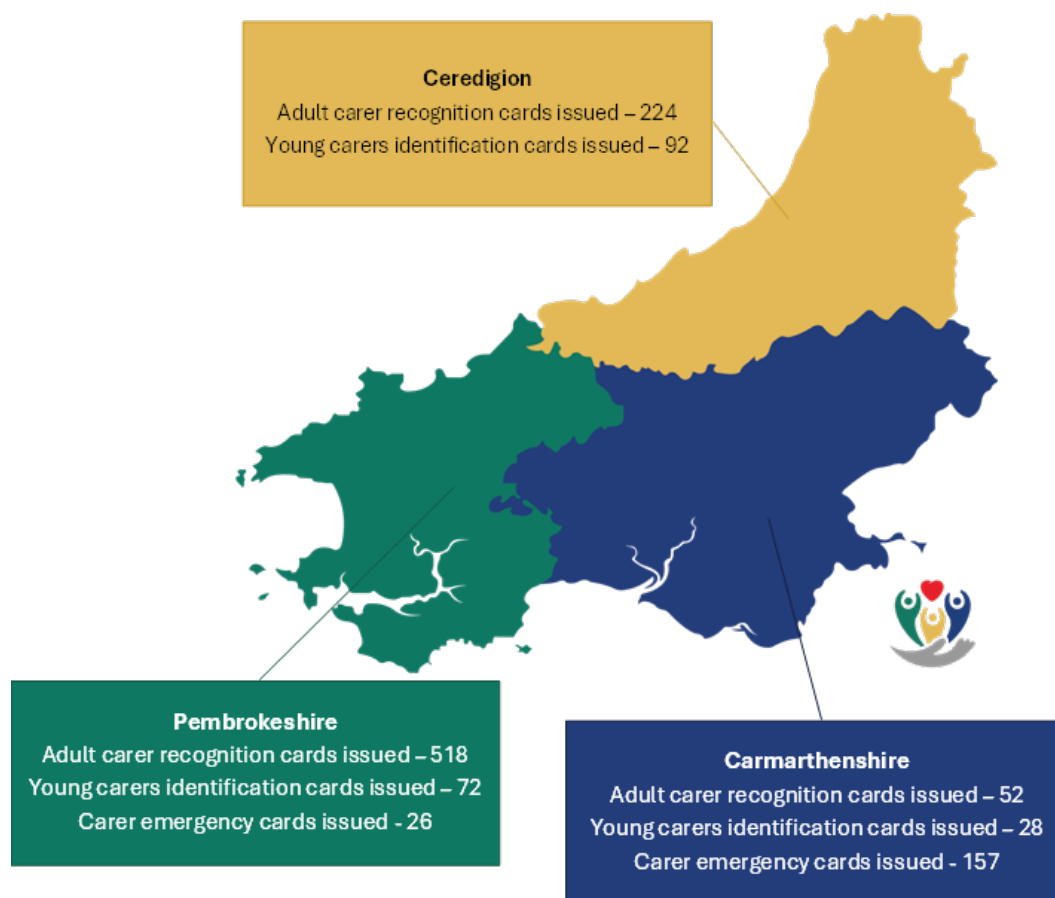 Ceredigion
Adult carer recognition cards issued – 224
Young carers identification cards issued – 92
Pembrokeshire
Adult carer recognition cards issued – 518
Young carers identification cards issued – 72
Carer emergency cards issued - 26
Carmarthenshire
Adult carer recognition cards issued – 52
Young carers identification cards issued – 28
Carer emergency cards issued - 157